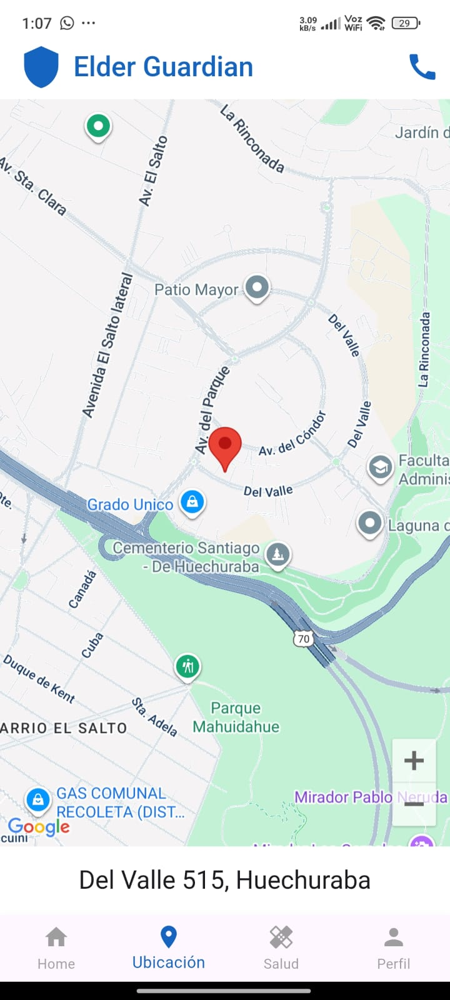 1:07
3.09
kB/s
Voz
WiFi
29
Elder Guardian
La Rinconada
Jardín d
Av. El Salto
Av. Sta. Clara
Patio Mayor
Avenida El Salto lateral
Del Valle
La Rinconada
Av. del Parque
Av. del Cóndor
Del Valle
Faculta
Adminis
Del Valle
Grado Unico
Laguna d
Cementerio Santiago
- De Huechuraba
Canadá
70
Cuba
Duque de Kent
Sta. Adela
Parque
Mahuidahue
ARRIO EL SALTO
+
GAS COMUNAL
RECOLETA (DIST...
Mirador Pablo Neruda
−
Google
cuini
Del Valle 515, Huechuraba
Home
Ubicación
Salud
Perfil